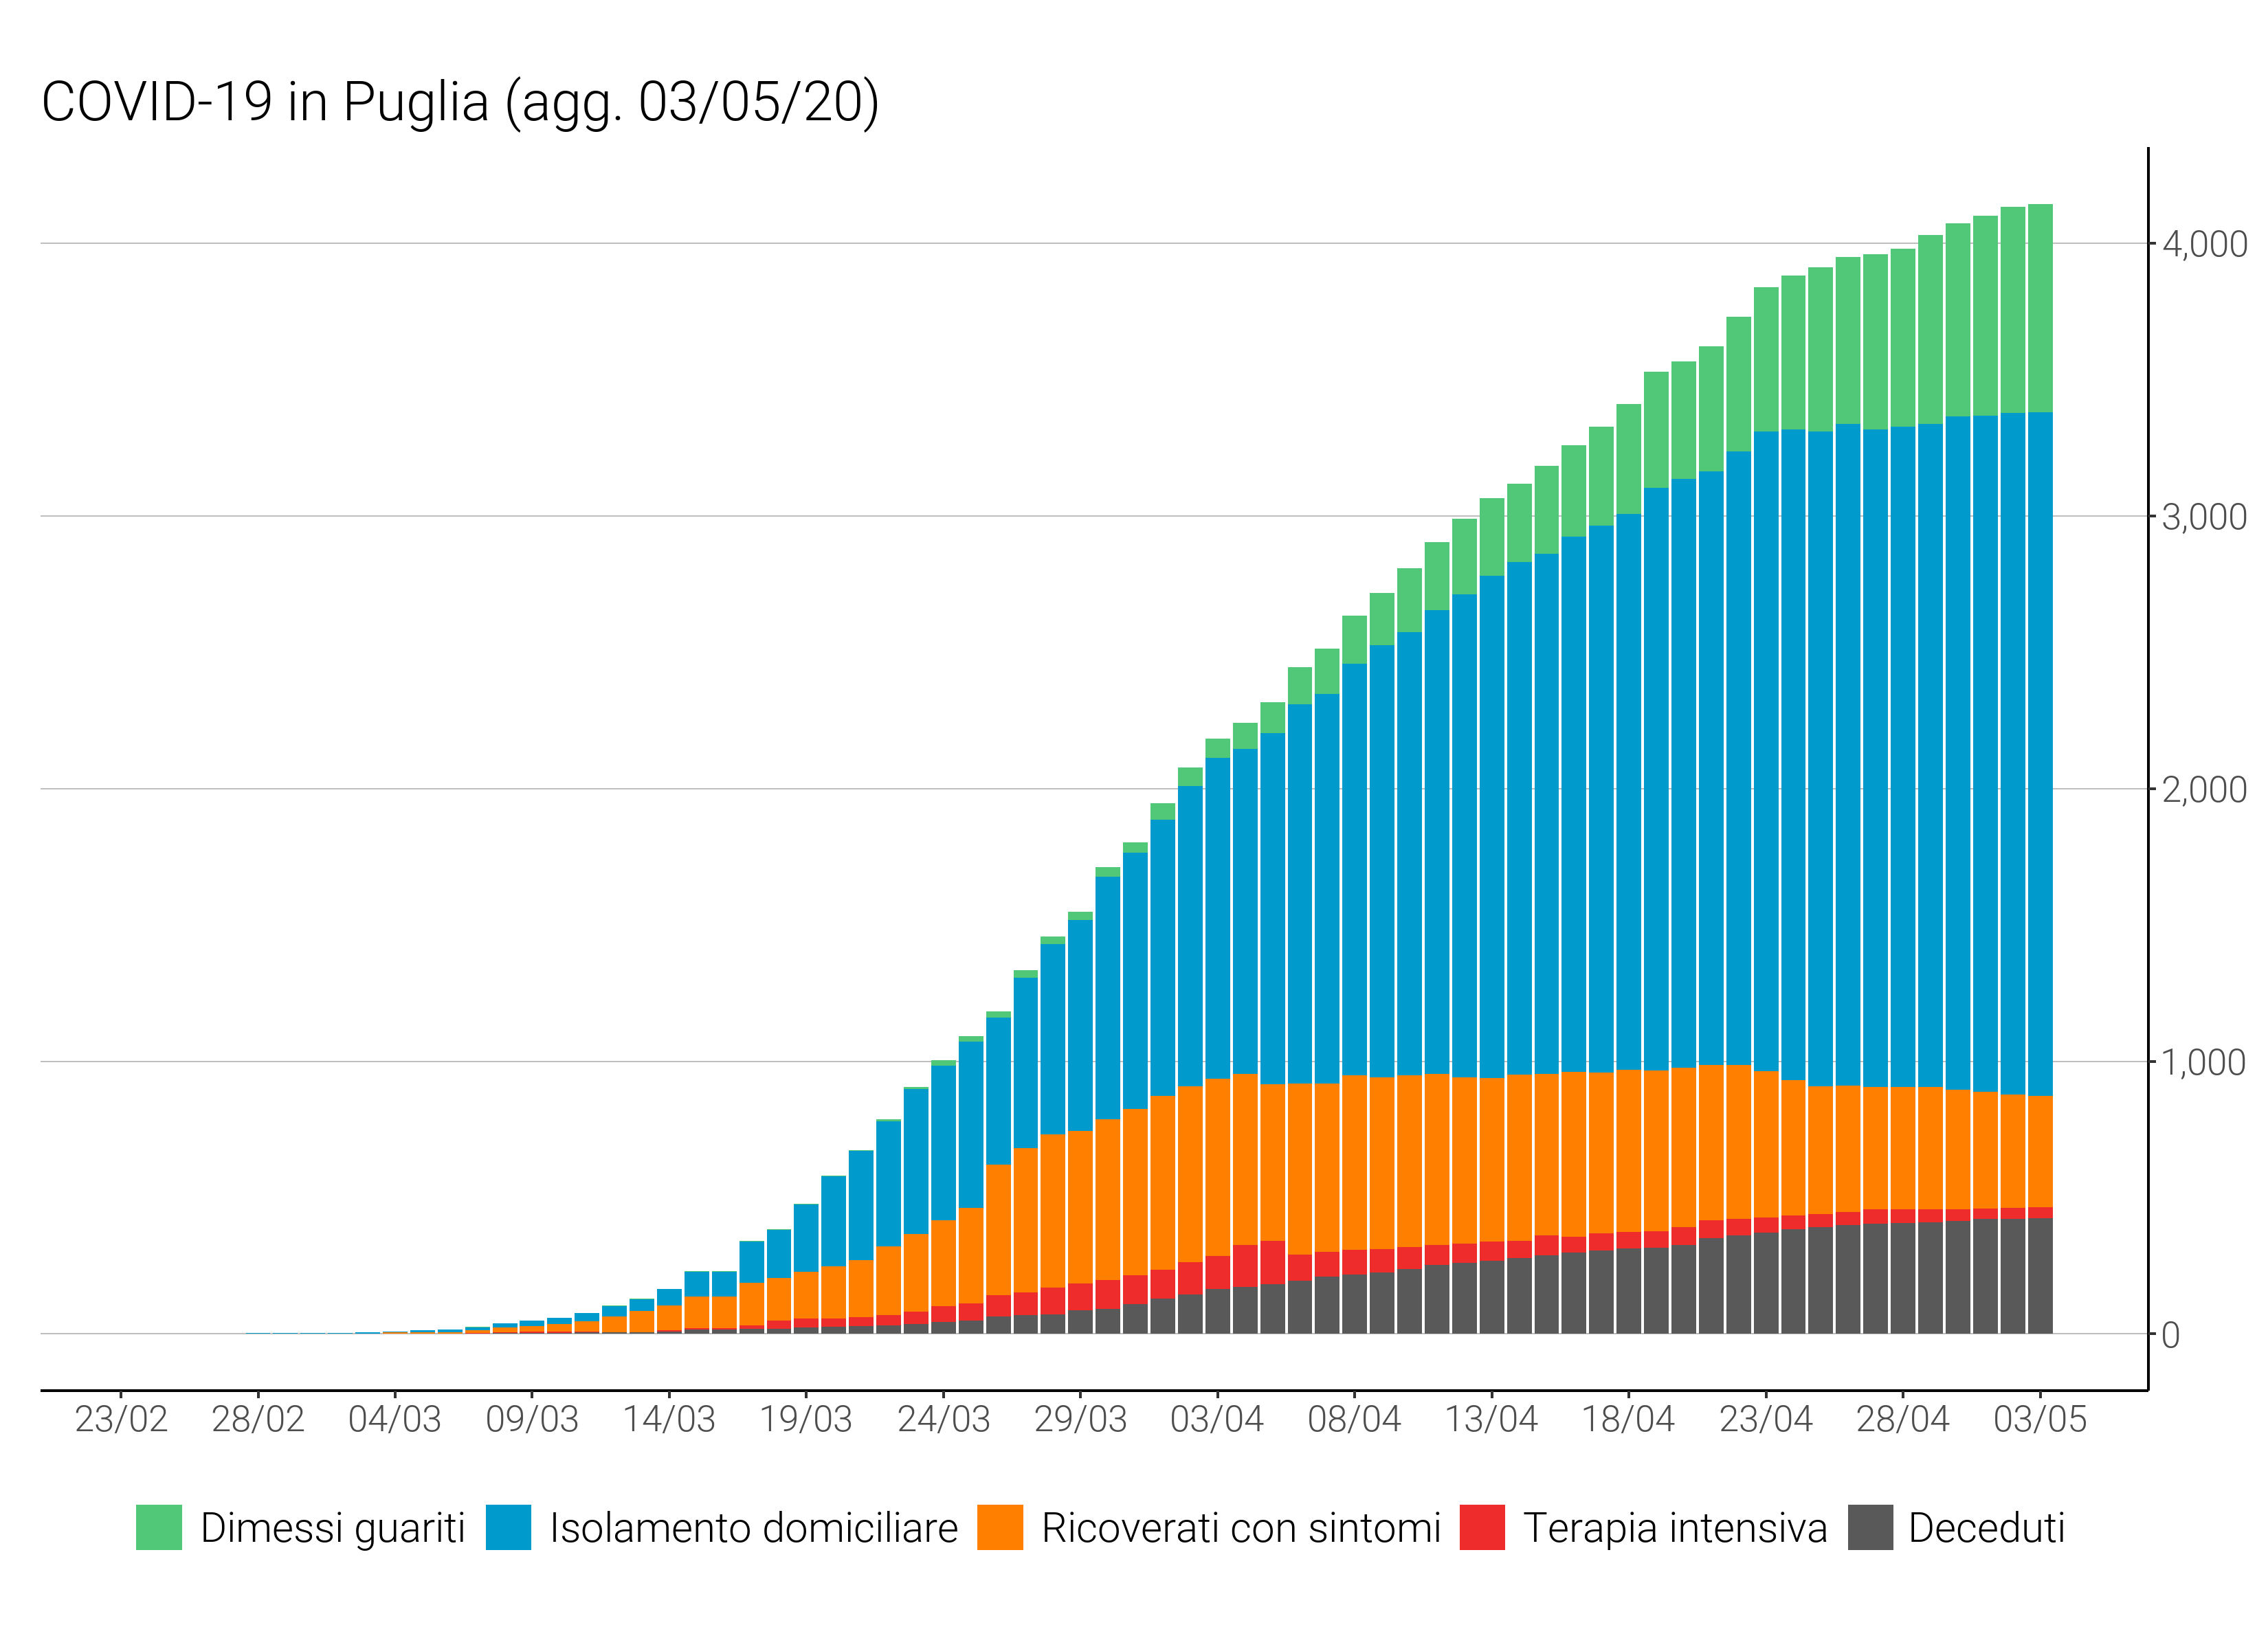 COVID-19 in Puglia (agg. 03/05/20)
4,000
3,000
2,000
1,000
0
23/02 28/02 04/03 09/03 14/03 19/03 24/03 29/03 03/04 08/04 13/04 18/04 23/04 28/04 03/05
Dimessi guariti Isolamento domiciliare Ricoverati con sintomi Terapia intensiva Deceduti